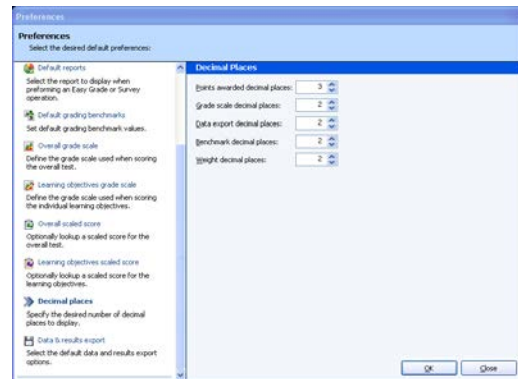 Preferences
Preferences
Select the desired default preferences:
Default reports
Select the report to display when
preforming an Easy Grade or Survey
operation.
Default grading benchmarks
Set default grading benchmark values.
Overall grade scale
Define the grade scale used when scoring
the overall test.
Learning objectives grade scale
Define the grade scale used when scoring
the individual learning objectives.
Overall scaled score
Optionally lookup a scaled score for the
overall test.
Learning objectives scaled score
Optionally lookup a scaled score for the
learning objectives.
Decimal places
Specify the desired number of decimal
places to display.
Data & results export
Select the default data and results export
options.
Decimal Places
Points awarded decimal places: 3
Grade scale decimal places: 2
Data export decimal places: 2
Benchmark decimal places: 2
Weight decimal places: 2
OK Close